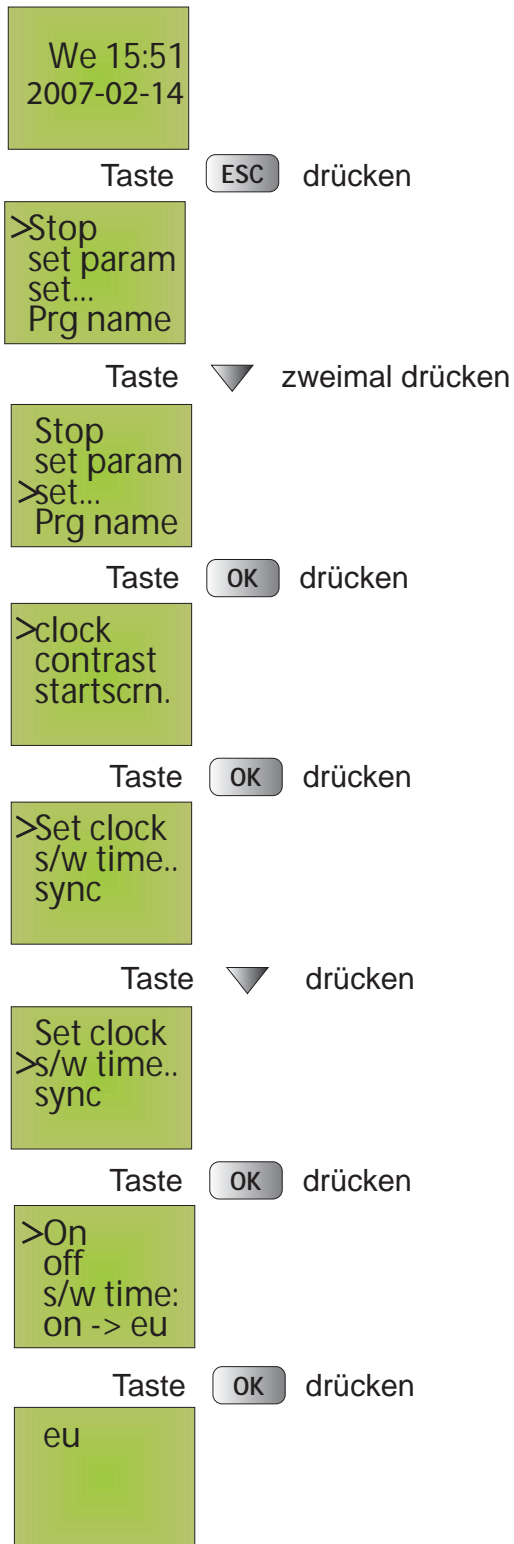 We 15:51
2007-02-14
Taste ESC drücken
>Stop
set param
set...
Prg name
Taste zweimal drücken
Stop
set param
>set...
Prg name
Taste OK drücken
>clock
contrast
startscrn.
Taste OK drücken
>Set clock
s/w time..
sync
Taste drücken
Set clock
>s/w time..
sync
Taste OK drücken
>On
off
s/w time:
on -> eu
Taste OK drücken
eu